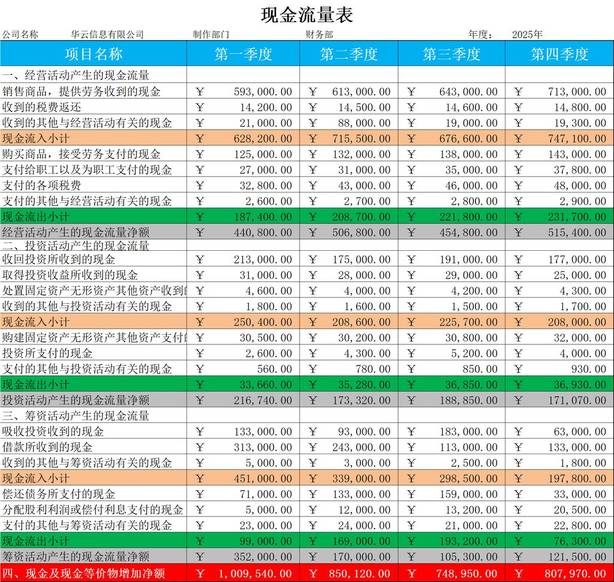 现金流量表
公司名称 华云信息有限公司 制作部门 财务部 年度： 2025年
项目名称 第一季度 第二季度 第三季度 第四季度
一、经营活动产生的现金流量
销售商品，提供劳务收到的现金 ￥ 593,000.00 ￥ 613,000.00 ￥ 643,000.00 ￥ 713,000.00
收到的税费返还 ￥ 14,200.00 ￥ 14,500.00 ￥ 14,600.00 ￥ 14,800.00
收到的其他与经营活动有关的现金 ￥ 21,000.00 ￥ 88,000.00 ￥ 19,000.00 ￥ 19,300.00
现金流入小计 ￥ 628,200.00 ￥ 715,500.00 ￥ 676,600.00 ￥ 747,100.00
购买商品，接受劳务支付的现金 ￥ 125,000.00 ￥ 132,000.00 ￥ 138,000.00 ￥ 143,000.00
支付给职工以及为职工支付的现金 ￥ 27,000.00 ￥ 31,000.00 ￥ 35,000.00 ￥ 37,800.00
支付的各项税费 ￥ 32,800.00 ￥ 43,000.00 ￥ 46,000.00 ￥ 48,000.00
支付的其他与经营活动有关的现金 ￥ 2,600.00 ￥ 2,700.00 ￥ 2,800.00 ￥ 2,900.00
现金流出小计 ￥ 187,400.00 ￥ 208,700.00 ￥ 221,800.00 ￥ 231,700.00
经营活动产生的现金流量净额 ￥ 440,800.00 ￥ 506,800.00 ￥ 454,800.00 ￥ 515,400.00
二、投资活动产生的现金流量
收回投资所收到的现金 ￥ 213,000.00 ￥ 175,000.00 ￥ 191,000.00 ￥ 177,000.00
取得投资收益所收到的现金 ￥ 31,000.00 ￥ 28,000.00 ￥ 29,000.00 ￥ 25,000.00
处置固定资产无形资产其他资产收到 ￥ 4,600.00 ￥ 4,000.00 ￥ 4,200.00 ￥ 4,300.00
收到的其他与投资活动有关的现金 ￥ 1,800.00 ￥ 1,600.00 ￥ 1,500.00 ￥ 1,700.00
现金流入小计 ￥ 250,400.00 ￥ 208,600.00 ￥ 225,700.00 ￥ 208,000.00
购建固定资产无形资产其他资产支付 ￥ 30,500.00 ￥ 30,200.00 ￥ 30,800.00 ￥ 32,000.00
投资所支付的现金 ￥ 2,600.00 ￥ 4,300.00 ￥ 5,200.00 ￥ 4,000.00
支付的其他与投资活动有关的现金 ￥ 560.00 ￥ 780.00 ￥ 850.00 ￥ 930.00
现金流出小计 ￥ 33,660.00 ￥ 35,280.00 ￥ 36,850.00 ￥ 36,930.00
投资活动产生的现金流量净额 ￥ 216,740.00 ￥ 173,320.00 ￥ 188,850.00 ￥ 171,070.00
三、筹资活动产生的现金流量
吸收投资收到的现金 ￥ 133,000.00 ￥ 93,000.00 ￥ 183,000.00 ￥ 63,000.00
借款所收到的现金 ￥ 313,000.00 ￥ 243,000.00 ￥ 113,000.00 ￥ 133,000.00
收到的其他与筹资活动有关的现金 ￥ 5,000.00 ￥ 3,000.00 ￥ 2,500.00 ￥ 1,800.00
现金流入小计 ￥ 451,000.00 ￥ 339,000.00 ￥ 298,500.00 ￥ 197,800.00
偿还债务所支付的现金 ￥ 71,000.00 ￥ 133,000.00 ￥ 159,000.00 ￥ 33,000.00
分配股利利润或偿付利息支付的现金 ￥ 5,000.00 ￥ 12,000.00 ￥ 13,200.00 ￥ 20,500.00
支付的其他与筹资活动有关的现金 ￥ 23,000.00 ￥ 24,000.00 ￥ 21,000.00 ￥ 22,800.00
现金流出小计 ￥ 99,000.00 ￥ 169,000.00 ￥ 193,200.00 ￥ 76,300.00
筹资活动产生的现金流量净额 ￥ 352,000.00 ￥ 170,000.00 ￥ 105,300.00 ￥ 121,500.00
四、现金及现金等价物增加净额 ￥ 1,009,540.00 ￥ 850,120.00 ￥ 748,950.00 ￥ 807,970.00